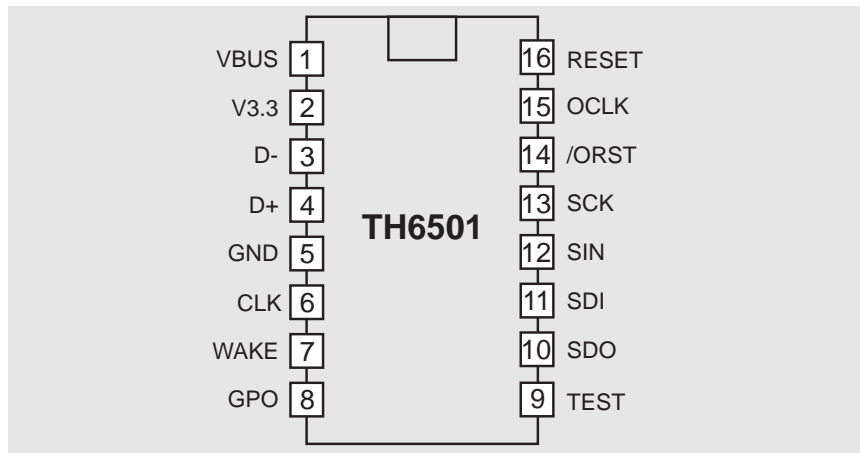 VBUS 1 16 RESET
V3.3 2 15 OCLK
D- 3 14 /ORST
D+ 4 13 SCK
TH6501
GND 5 12 SIN
CLK 6 11 SDI
WAKE 7 10 SDO
GPO 8 9 TEST